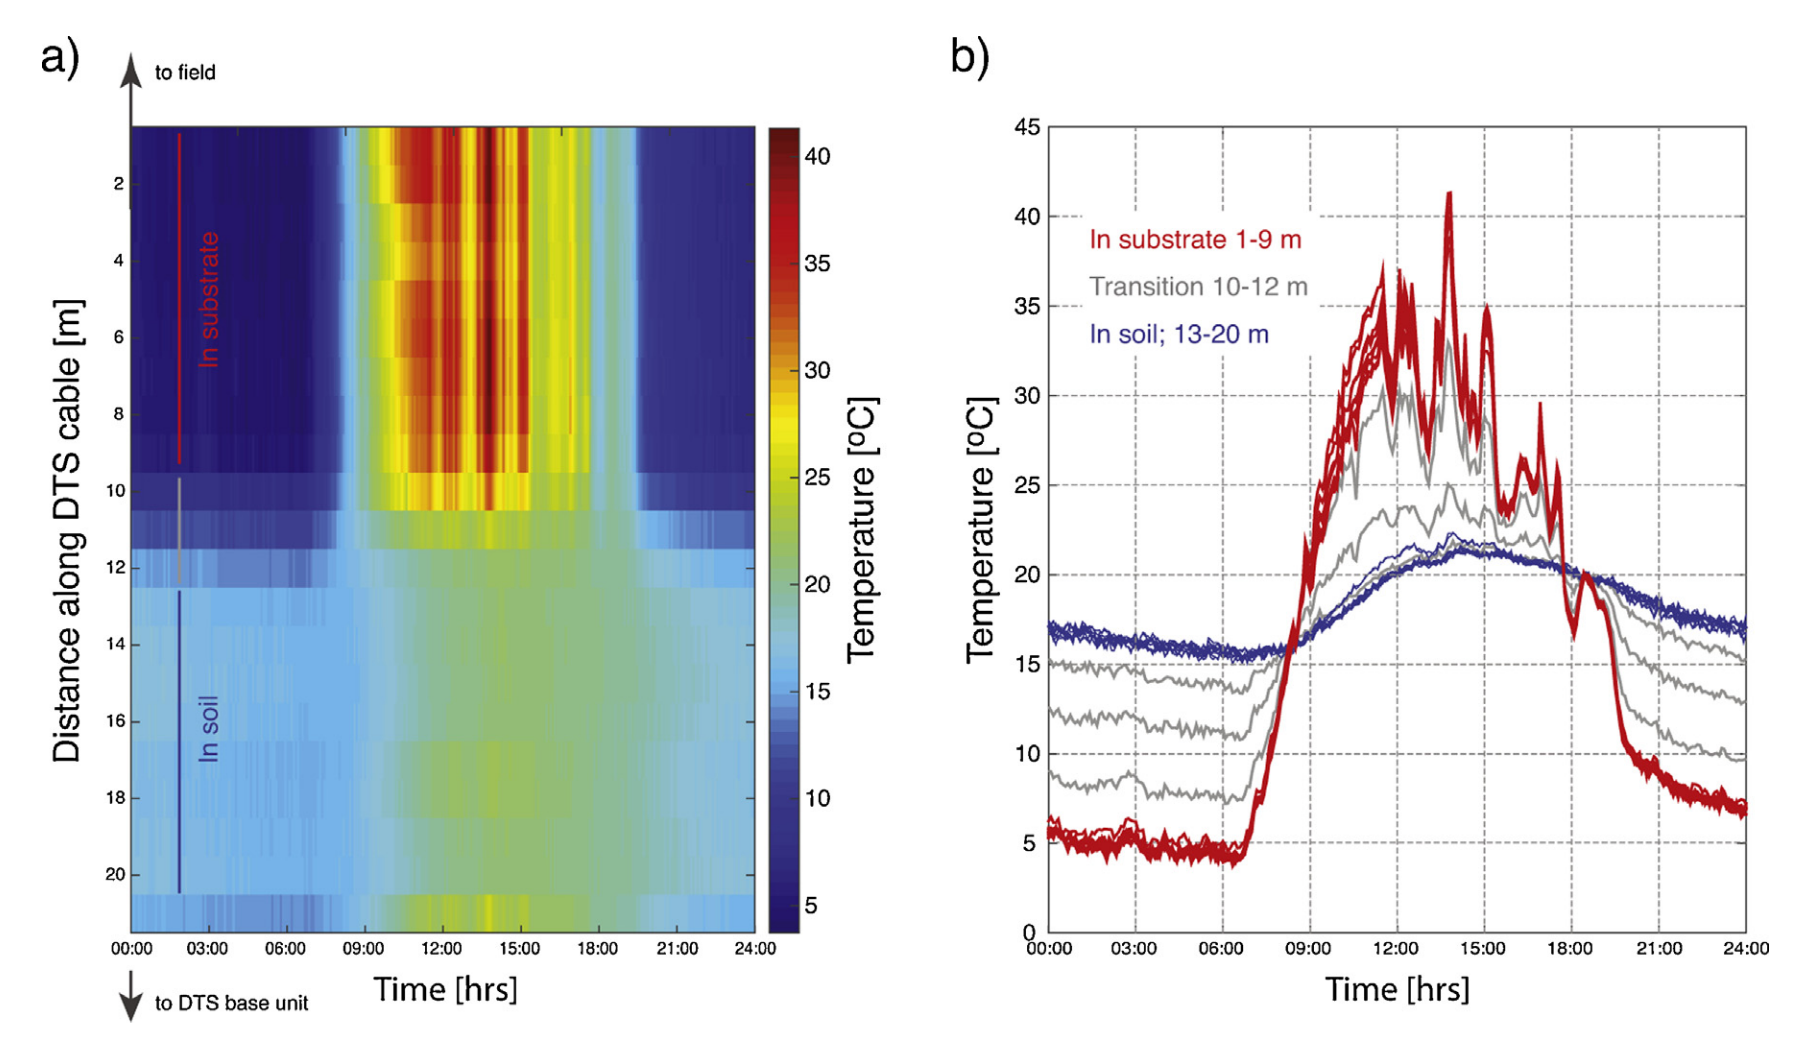 a)
to field
Distance along DTS cable [m]
2
4
6
8
10
12
14
16
18
20
In substrate
In soil
00:00 03:00 06:00 09:00 12:00 15:00 18:00 21:00 24:00
Time [hrs]
to DTS base unit
40
35
30
25
20
15
10
5
Temperature [ºC]
b)
Temperature [ºC]
45
40
35
30
25
20
15
10
5
0
In substrate 1-9 m
Transition 10-12 m
In soil; 13-20 m
00:00 03:00 06:00 09:00 12:00 15:00 18:00 21:00 24:00
Time [hrs]